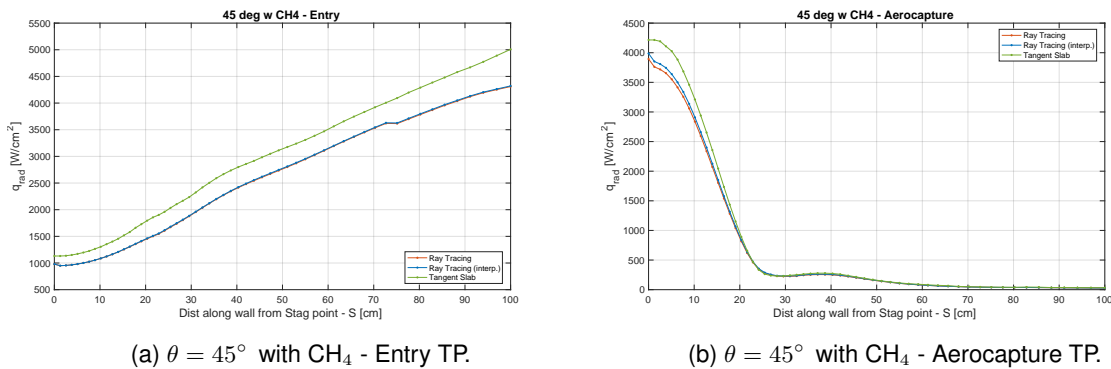 45 deg w CH4 - Entry
5500
5000
4500
4000
3500
3000
2500
2000
1500
1000
500
q_rad [W/cm^2]
0 10 20 30 40 50 60 70 80 90 100
Dist along wall from Stag point - S [cm]
Ray Tracing
Ray Tracing (interp.)
Tangent Slab
(a) θ = 45° with CH₄ - Entry TP.
45 deg w CH4 - Aerocapture
4500
4000
3500
3000
2500
2000
1500
1000
500
0
q_rad [W/cm^2]
0 10 20 30 40 50 60 70 80 90 100
Dist along wall from Stag point - S [cm]
Ray Tracing
Ray Tracing (interp.)
Tangent Slab
(b) θ = 45° with CH₄ - Aerocapture TP.